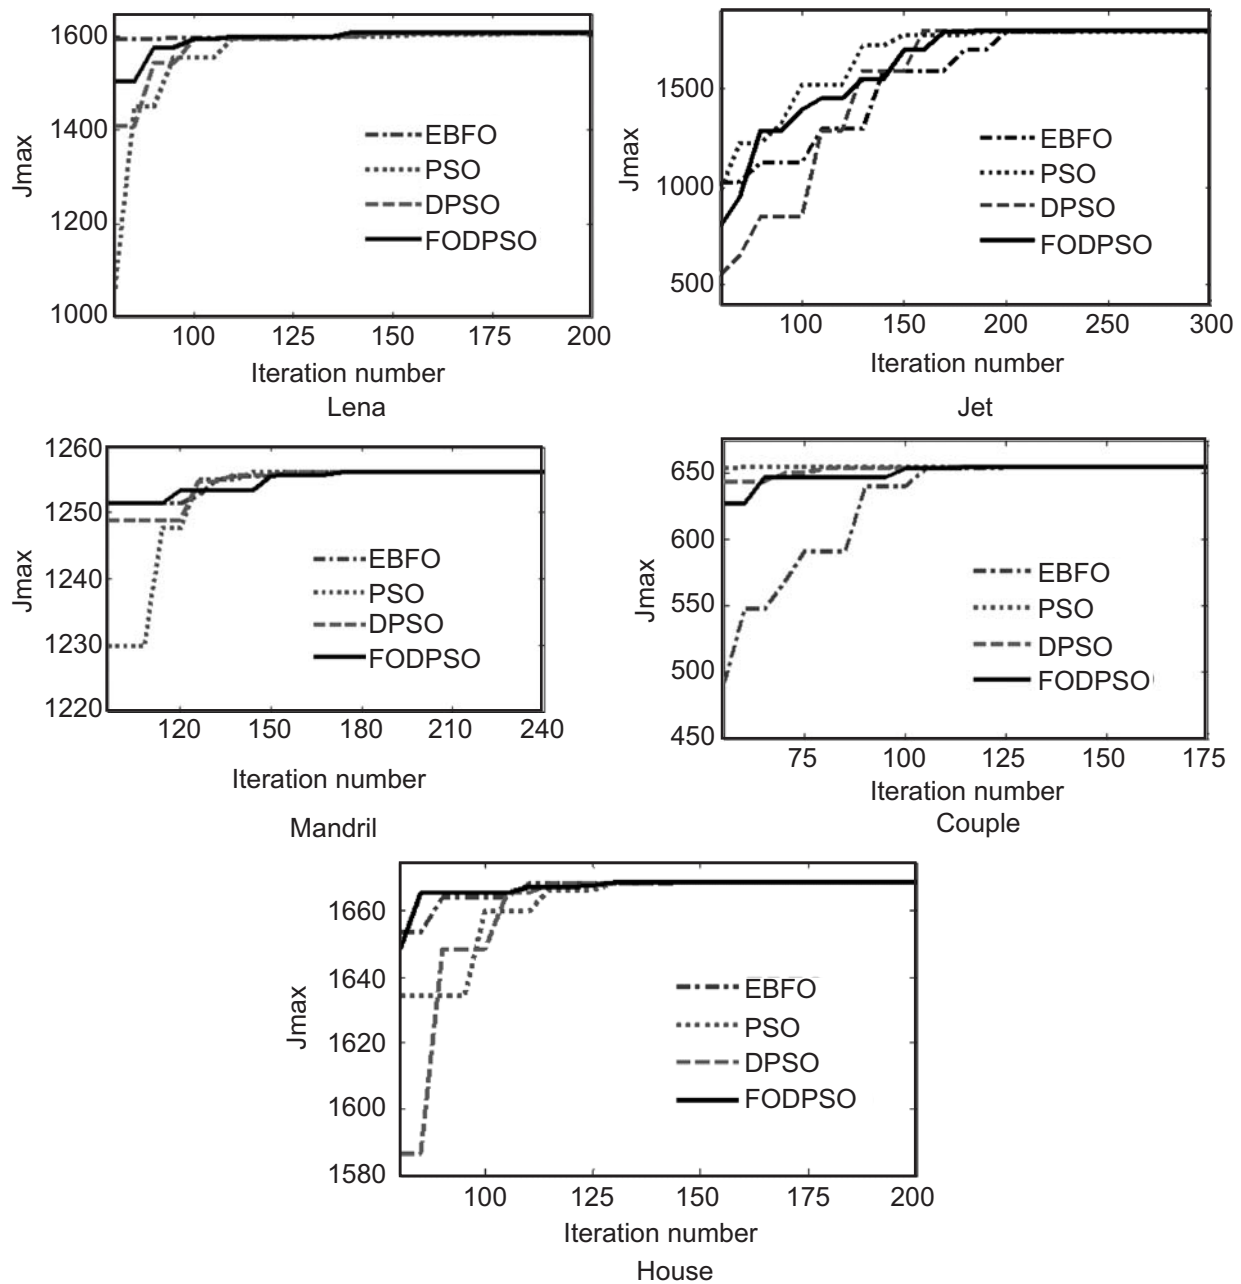 1600
1400
1200
1000
Jmax
EBFO
PSO
DPSO
FODPSO
100 125 150 175 200
Iteration number
Lena
1500
1000
500
Jmax
EBFO
PSO
DPSO
FODPSO
100 150 200 250 300
Iteration number
Jet
1260
1250
1240
1230
1220
Jmax
EBFO
PSO
DPSO
FODPSO
120 150 180 210 240
Iteration number
Mandril
650
600
550
500
450
Jmax
EBFO
PSO
DPSO
FODPSO
75 100 125 150 175
Iteration number
Couple
1660
1640
1620
1600
1580
Jmax
EBFO
PSO
DPSO
FODPSO
100 125 150 175 200
Iteration number
House